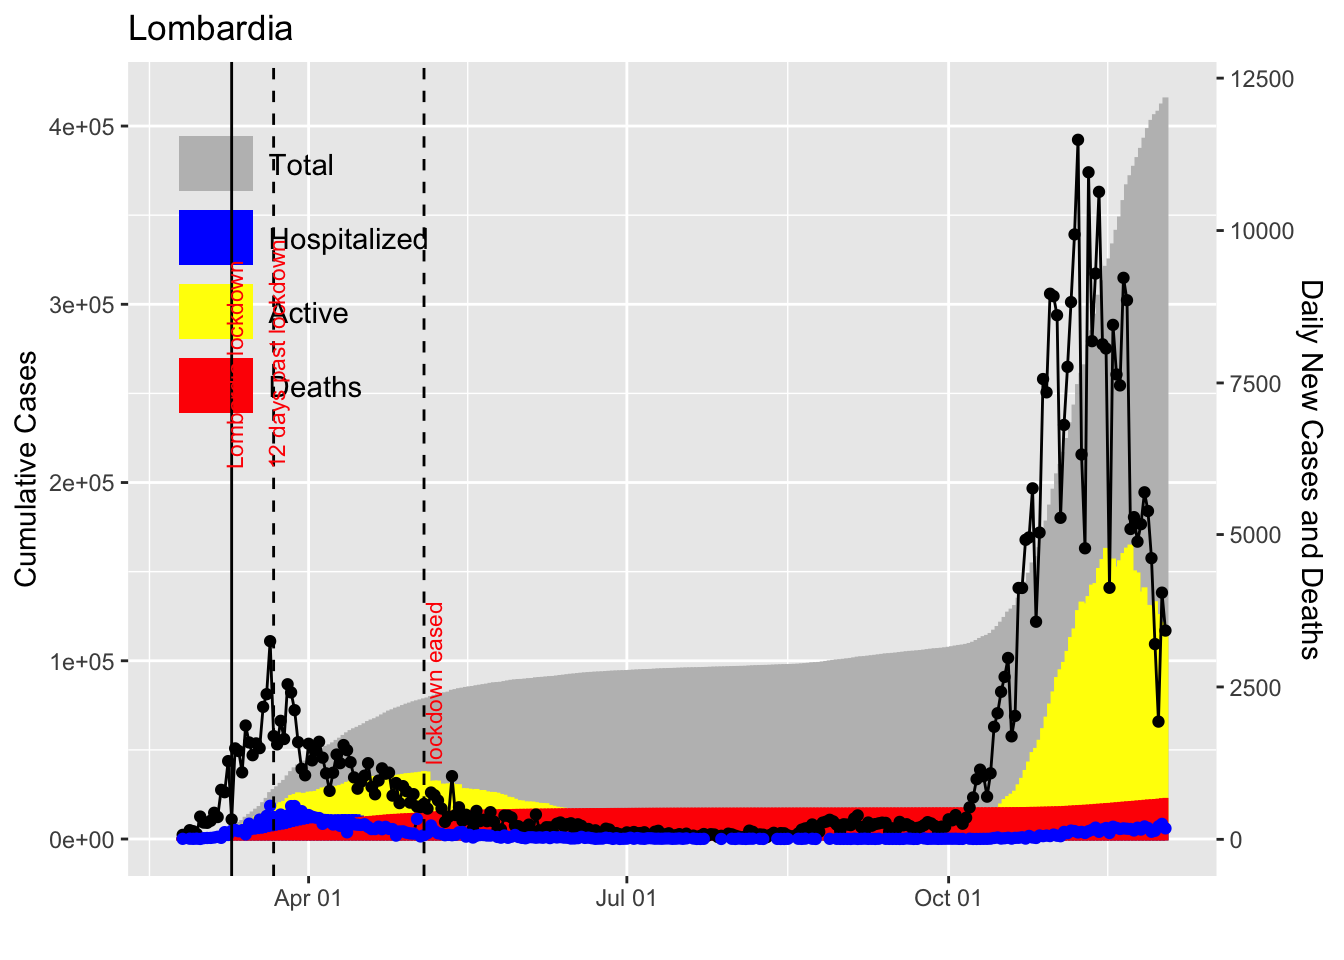 Lombardia
12500
4e+05
Total
10000
Hospitalized
3e+05
Active
7500
Deaths
lockdown
12 days past lockdown
2e+05
5000
lockdown eased
1e+05
2500
0e+00
0
Cumulative Cases
Daily New Cases and Deaths
Apr 01
Jul 01
Oct 01